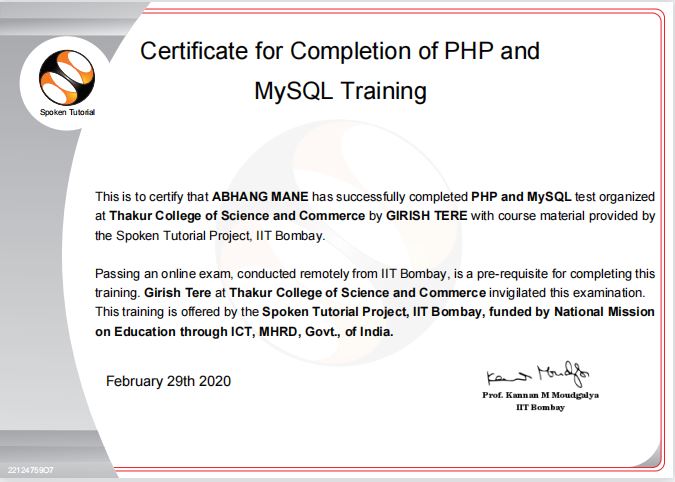 Certificate for Completion of PHP and
MySQL Training
Spoken Tutorial
This is to certify that ABHANG MANE has successfully completed PHP and MySQL test organized
at Thakur College of Science and Commerce by GIRISH TERE with course material provided by
the Spoken Tutorial Project, IIT Bombay.
Passing an online exam, conducted remotely from IIT Bombay, is a pre-requisite for completing this
training. Girish Tere at Thakur College of Science and Commerce invigilated this examination.
This training is offered by the Spoken Tutorial Project, IIT Bombay, funded by National Mission
on Education through ICT, MHRD, Govt., of India.
February 29th 2020
Prof. Kannan M Moudgalya
IIT Bombay
22124759O7